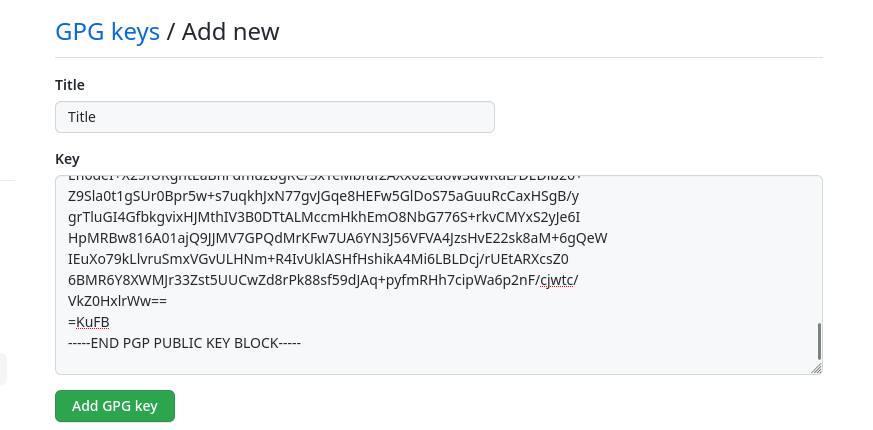 GPG keys / Add new
Title
Title
Key
Z9Sla0t1gSUr0Bpr5w+s7uqkhJxN77gvJGqe8HEFw5GlDoS75aGuuRcCaxHSgB/y
grTluGI4GfbkgvixHJMthIV3B0DTtALMccmHkhEmO8NbG776S+rkvCMYxS2yJe6I
HpMRBw816A01ajQ9JJMV7GPQdMrKFw7UA6YN3J56VFVA4JzsHvE22sk8aM+6gQeW
IEuXo79kLlvruSmxVGvULHNm+R4IvUklASHfHshikA4Mi6LBLDcj/rUEtARXcsZ0
6BMR6Y8XWMJr33Zst5UUCwZd8rPk88sf59dJAq+pyfmRHh7cipWa6p2nF/cjwtc/
VkZ0HxlrWw==
=KuFB
-----END PGP PUBLIC KEY BLOCK-----
Add GPG key